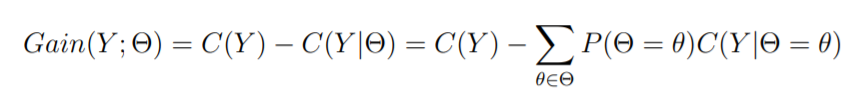 Gain(Y; Θ) = C(Y) − C(Y|Θ) = C(Y) − ∑_{θ∈Θ} P(Θ = θ)C(Y|Θ = θ)